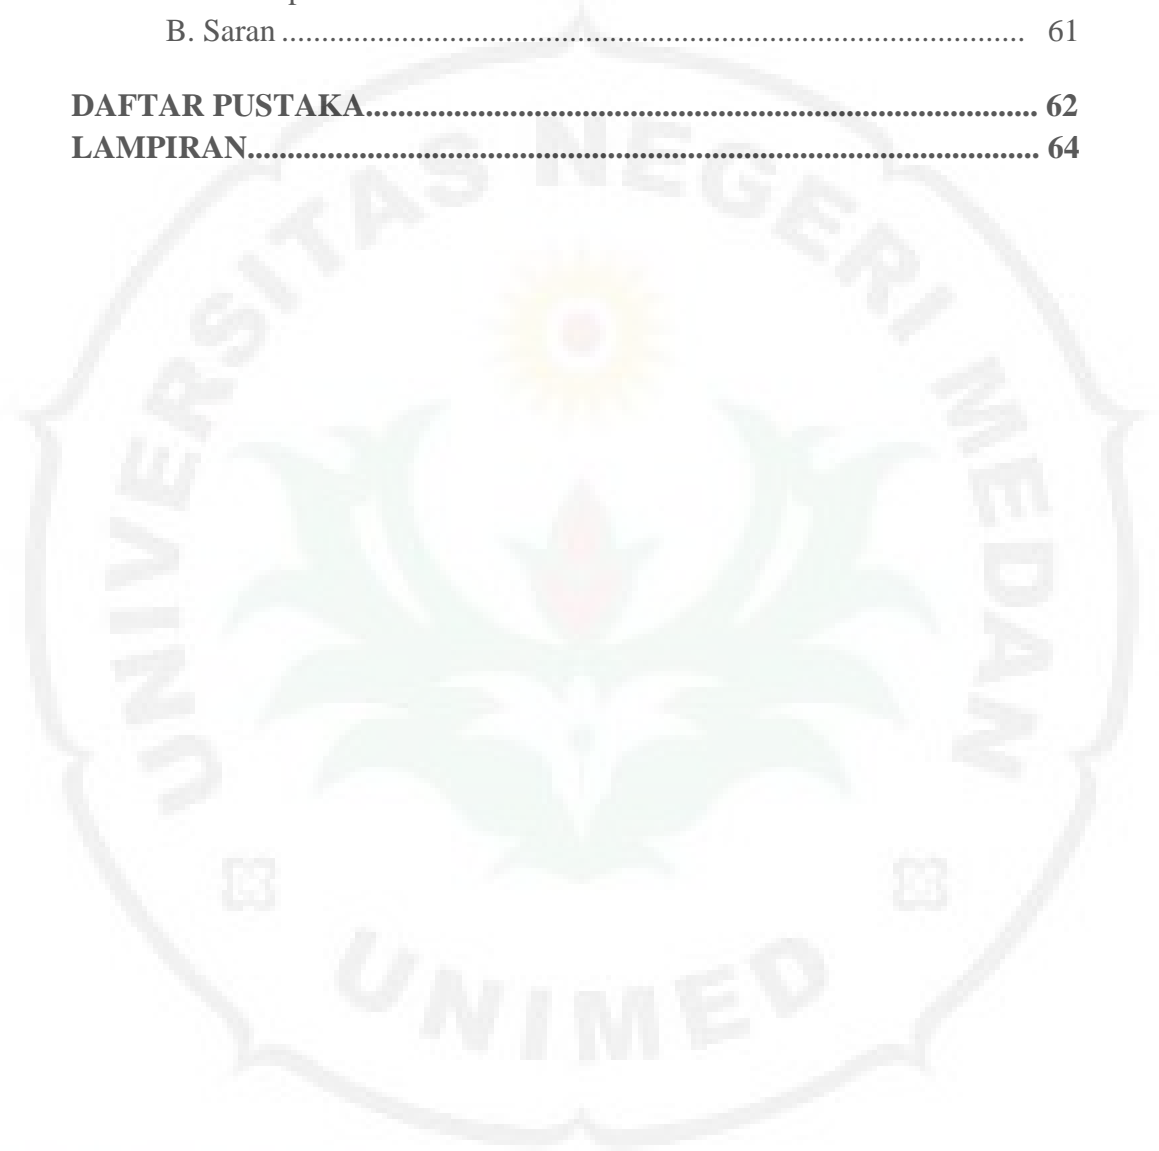 B. Saran .................................................................................. 61
DAFTAR PUSTAKA................................................................................ 62
LAMPIRAN.............................................................................................. 64
UNIVERSITAS NEGERI MEDAN
UNIMED